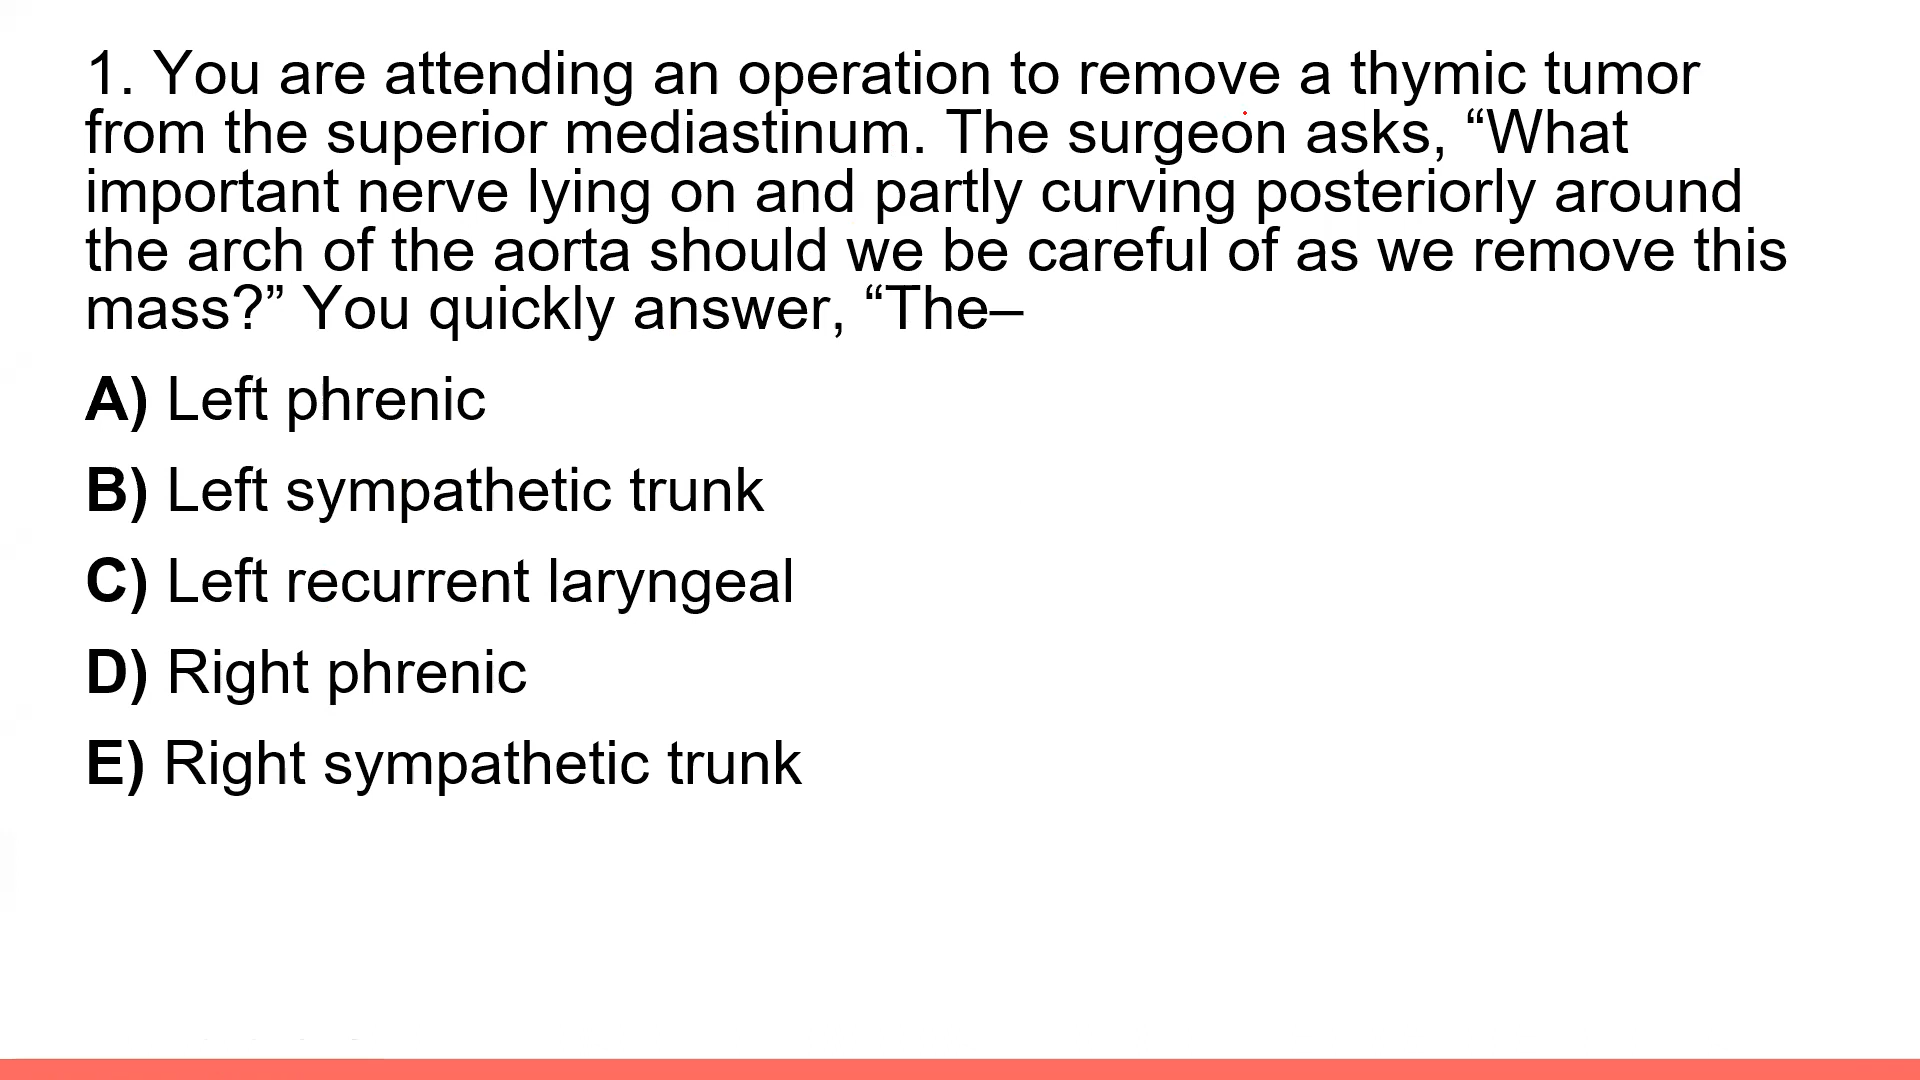 1. You are attending an operation to remove a thymic tumor
from the superior mediastinum. The surgeon asks, “What
important nerve lying on and partly curving posteriorly around
the arch of the aorta should we be careful of as we remove this
mass?” You quickly answer, “The–
A) Left phrenic
B) Left sympathetic trunk
C) Left recurrent laryngeal
D) Right phrenic
E) Right sympathetic trunk